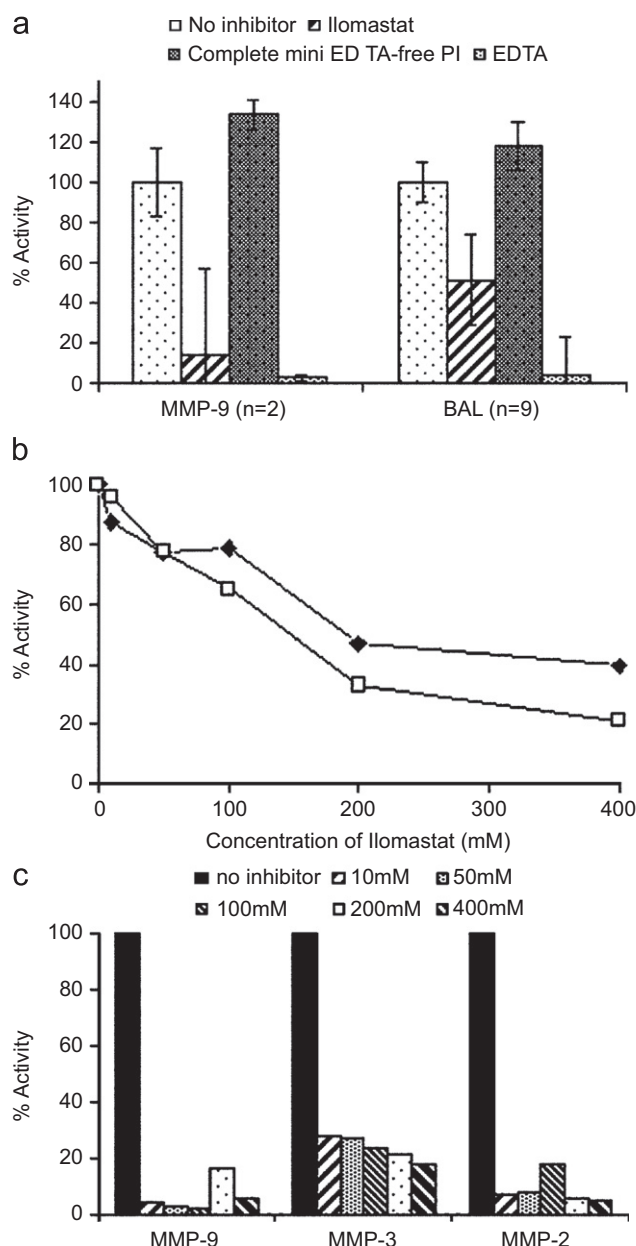 a
No inhibitor Ilomastat
Complete mini ED TA-free PI EDTA
140
120
100
80
60
40
20
0
% Activity
MMP-9 (n=2) BAL (n=9)
b
100
80
60
40
20
0
% Activity
0 100 200 300 400
Concentration of Ilomastat (mM)
c
no inhibitor 10mM 50mM
100mM 200mM 400mM
100
80
60
40
20
0
% Activity
MMP-9 MMP-3 MMP-2